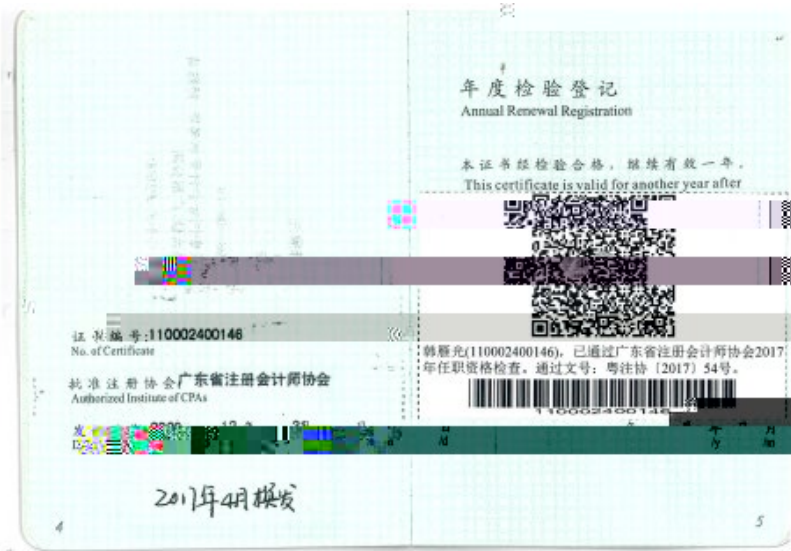 证书编号:110002400146
No. of Certificate
批准注册协会广东省注册会计师协会
Authorized Institute of CPAs
2017年4月换发
4
年度检验登记
Annual Renewal Registration
本证书经检验合格，继续有效一年。
This certificate is valid for another year after
韩雁光(110002400146)，已通过广东省注册会计师协会2017
年任职资格检查。通过文号：粤注协〔2017〕54号。
110002400146
年 月
/y /m
5